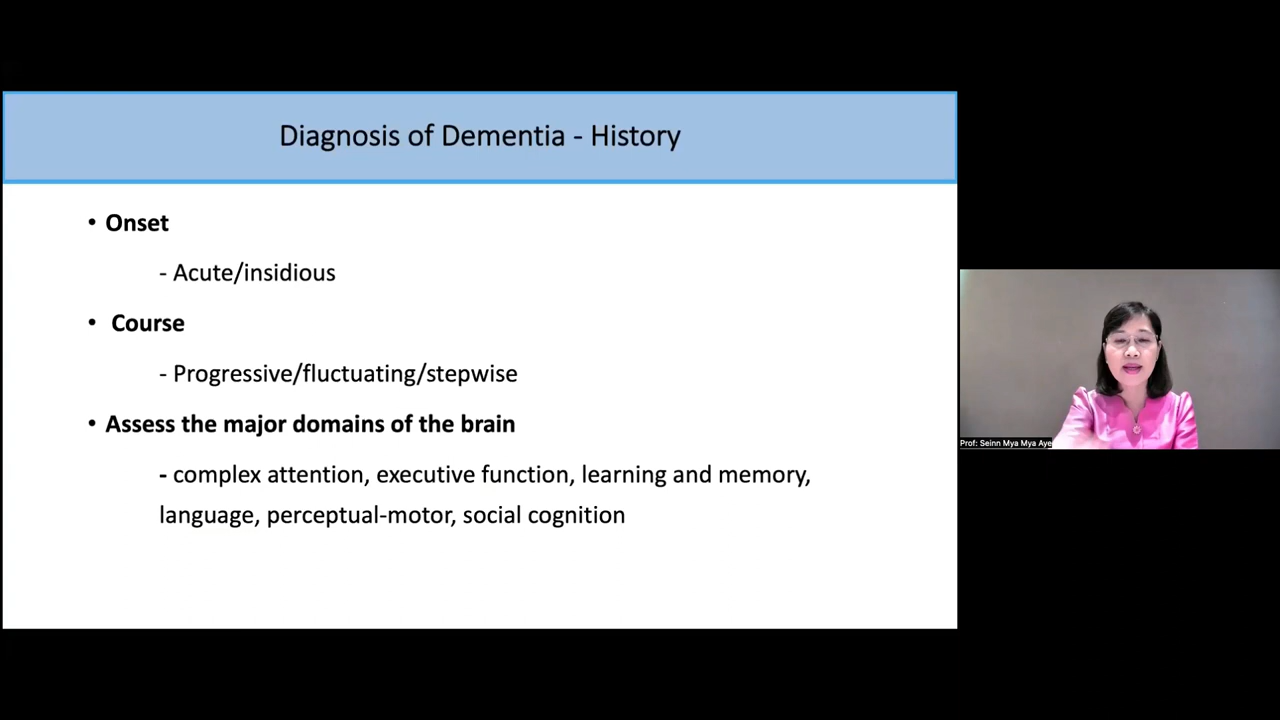 Diagnosis of Dementia - History
• Onset
- Acute/insidious
• Course
- Progressive/fluctuating/stepwise
• Assess the major domains of the brain
- complex attention, executive function, learning and memory,
language, perceptual-motor, social cognition
Prof: Seinn Mya Mya Aye